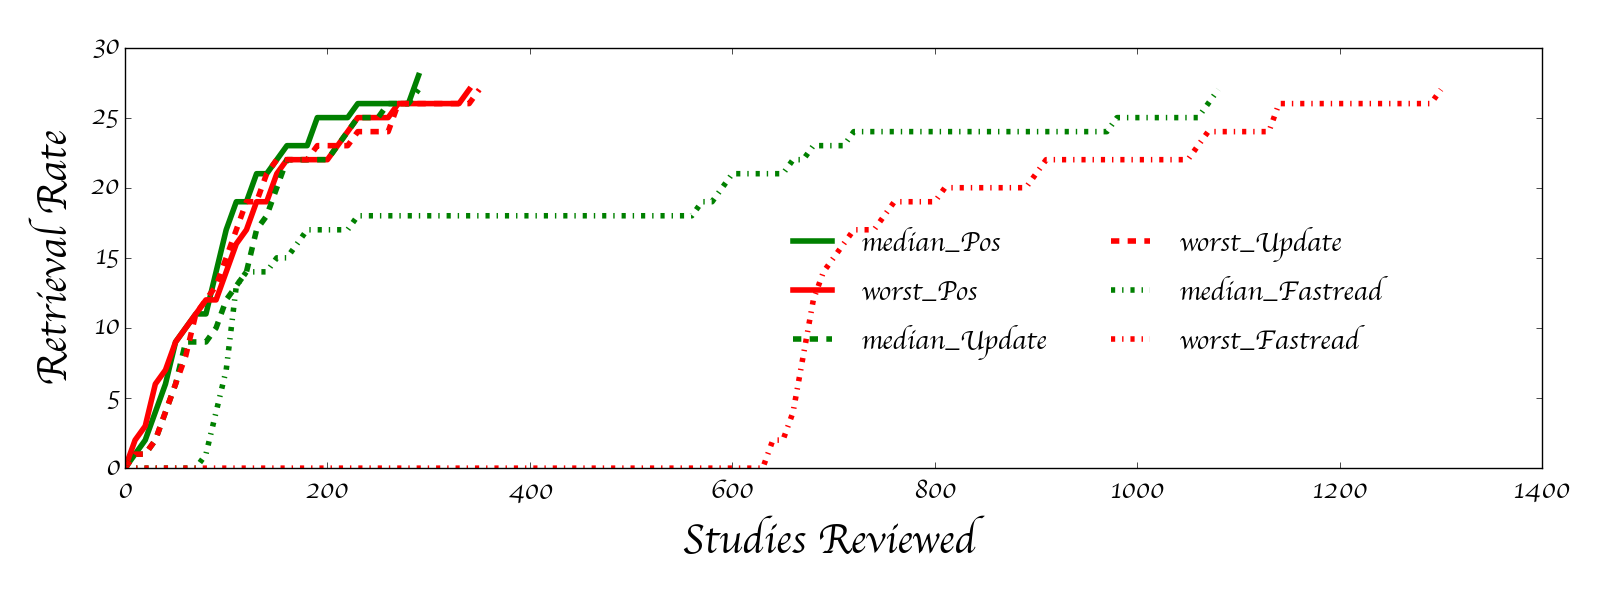 30
25
20
15
10
5
0
Retrieval Rate
0 200 400 600 800 1000 1200 1400
Studies Reviewed
median_Pos
worst_Pos
median_Update
worst_Update
median_Fastread
worst_Fastread